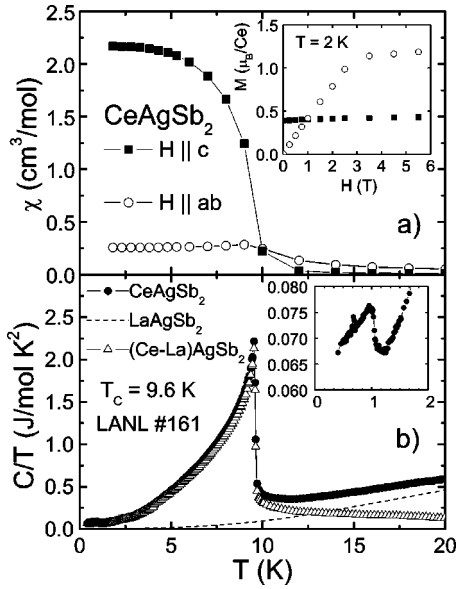 2.5
2.0
1.5
1.0
0.5
0.0
χ (cm³/mol)
CeAgSb₂
H || c
H || ab
a)
M (μB/Ce)
1.5
1.0
0.5
0.0
T = 2 K
0 1 2 3 4 5 6
H (T)
2.5
2.0
1.5
1.0
0.5
0.0
C/T (J/mol K²)
CeAgSb₂
LaAgSb₂
(Ce-La)AgSb₂
T_C = 9.6 K
LANL #161
b)
0.080
0.075
0.070
0.065
0.060
0 1 2
0 5 10 15 20
T (K)